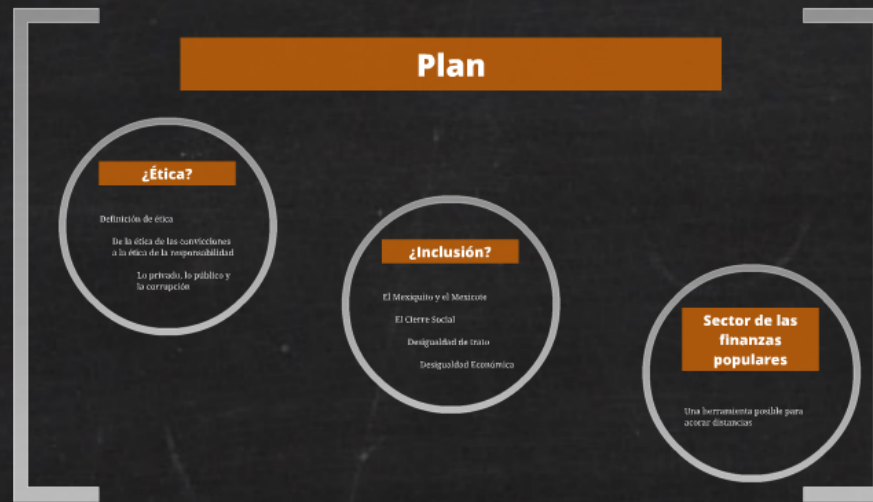 Plan
¿Ética?
Definición de ética
De la ética de las convicciones
a la ética de la responsabilidad
Lo privado, lo público y
la corrupción
¿Inclusión?
El Mexiquito y el Mexicote
El Cierre Social
Desigualdad de trato
Desigualdad Económica
Sector de las
finanzas
populares
Una herramienta posible para
acorar distancias